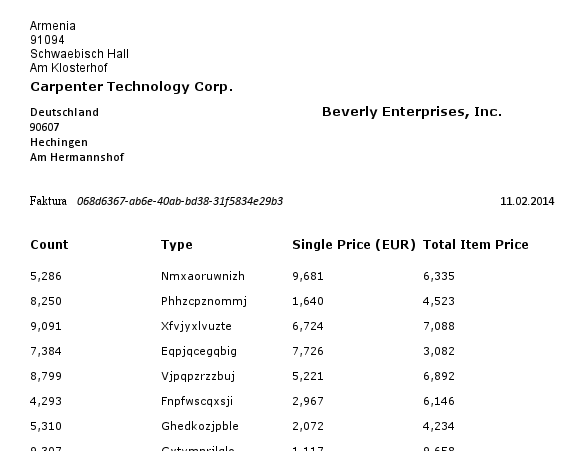 Armenia
91094
Schwaebisch Hall
Am Klosterhof
Carpenter Technology Corp.
Deutschland
Beverly Enterprises, Inc.
90607
Hechingen
Am Hermannshof
Faktura 068d6367-ab6e-40ab-bd38-31f5834e29b3 11.02.2014
Count Type Single Price (EUR) Total Item Price
5,286 Nmxaoruwnizh 9,681 6,335
8,250 Phhzcpznommj 1,640 4,523
9,091 Xfvjyxlvuzte 6,724 7,088
7,384 Eqpjqcegqbig 7,726 3,082
8,799 Vjpqpzrzzbuj 5,221 6,892
4,293 Fnpfwscqxsji 2,967 6,146
5,310 Ghedkozjpble 2,072 4,234